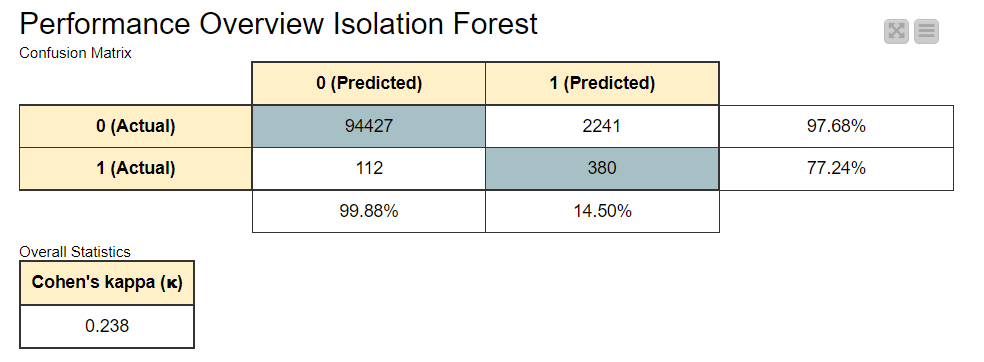 Performance Overview Isolation Forest
Confusion Matrix
0 (Predicted) 1 (Predicted)
0 (Actual) 94427 2241 97.68%
1 (Actual) 112 380 77.24%
99.88% 14.50%
Overall Statistics
Cohen's kappa (κ)
0.238